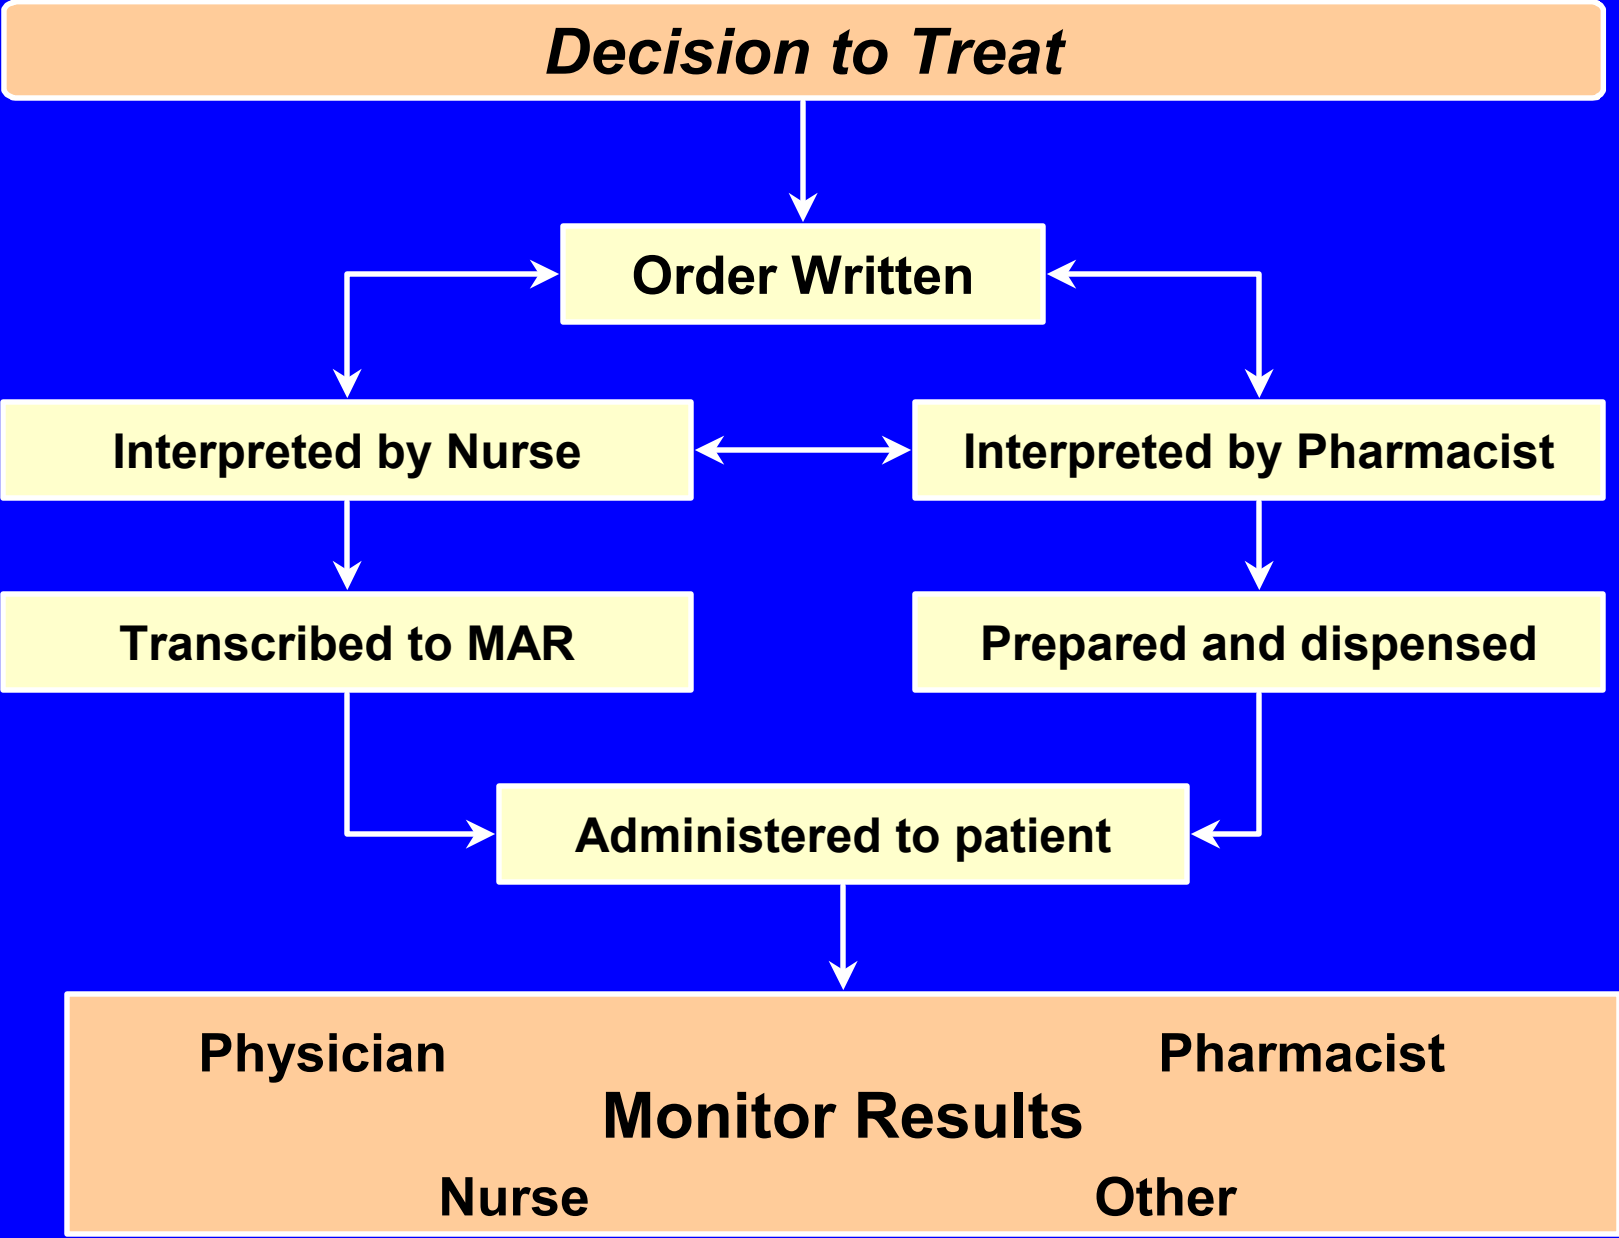 Decision to Treat
Order Written
Interpreted by Nurse
Interpreted by Pharmacist
Transcribed to MAR
Prepared and dispensed
Administered to patient
Physician
Pharmacist
Monitor Results
Nurse
Other